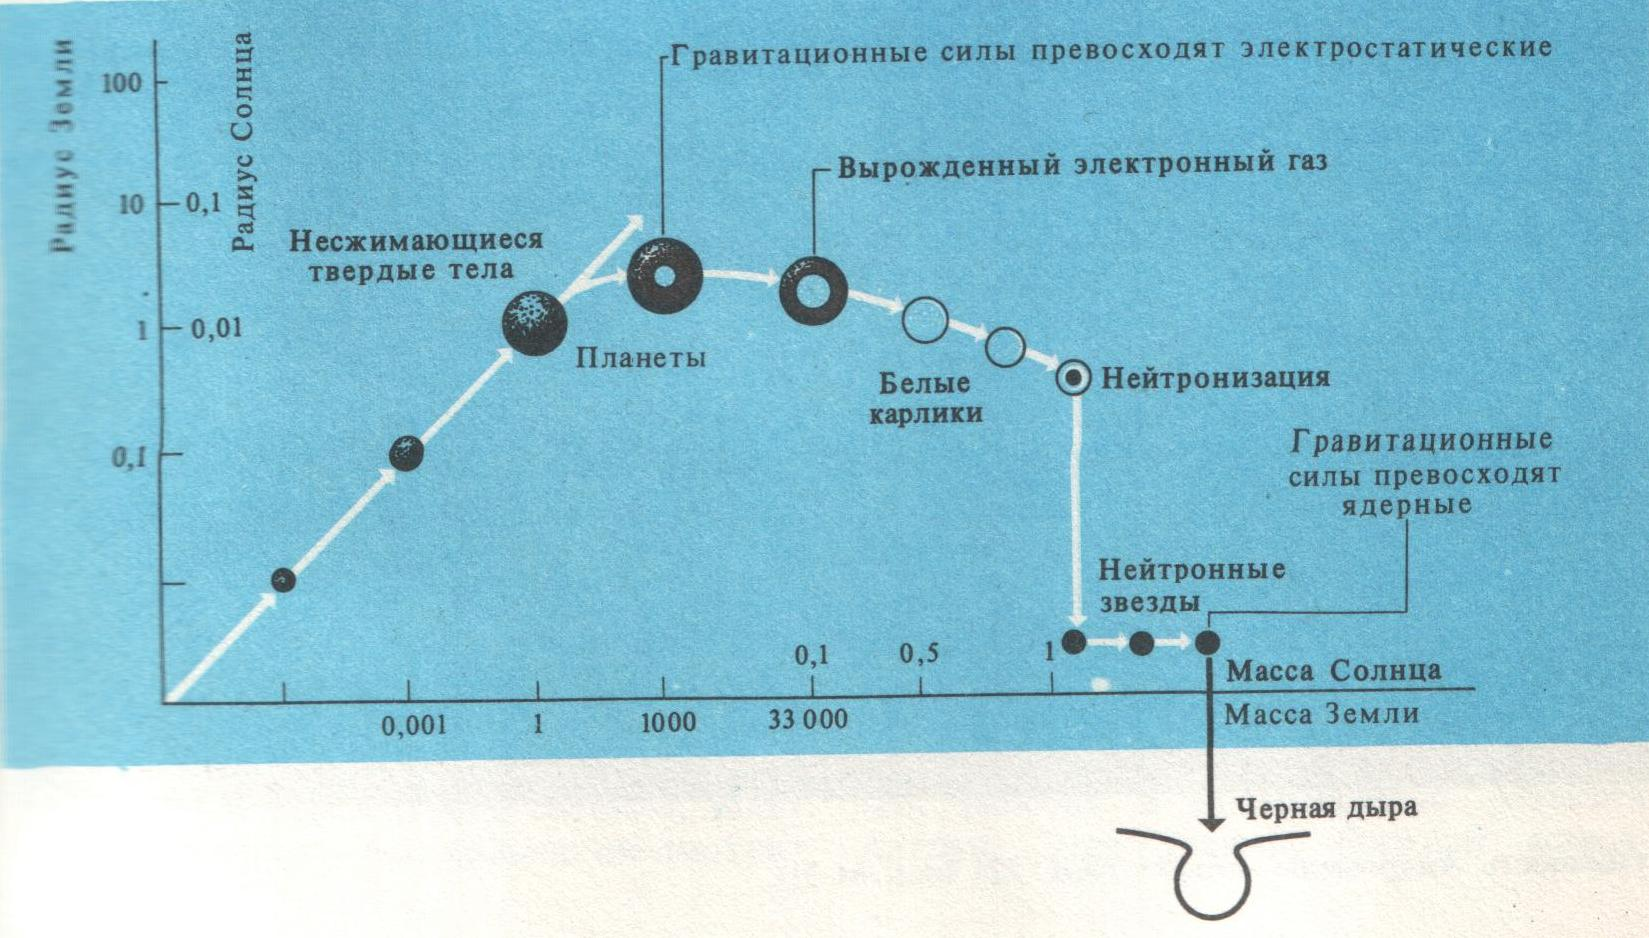 Радиус Земли
Радиус Солнца
100
10
0,1
1
0,01
0,1
Гравитационные силы превосходят электростатические
Вырожденный электронный газ
Несжимающиеся
твердые тела
Планеты
Белые
карлики
Нейтронизация
Гравитационные
силы превосходят
ядерные
Нейтронные
звезды
0,1
0,5
1
Масса Солнца
0,001
1
1000
33 000
Масса Земли
Черная дыра